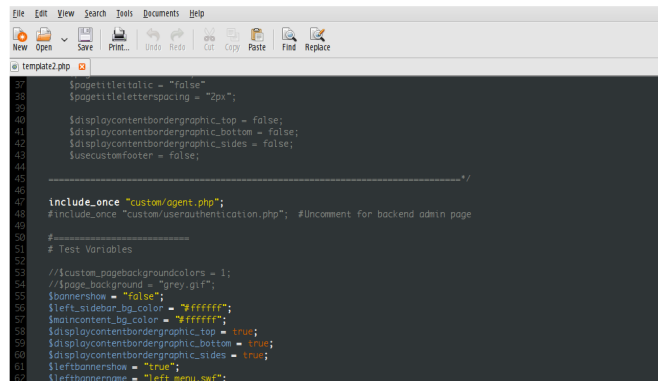 File Edit View Search Tools Documents Help
New Open Save Print... Undo Redo Cut Copy Paste Find Replace
template2.php
37 $pagetitleitalic = "false"
38 $pagetitleletterspacing = "2px";
39
40 $displaycontentbordergraphic_top = false;
41 $displaycontentbordergraphic_bottom = false;
42 $displaycontentbordergraphic_sides = false;
43 $usecustomfooter = false;
44
45 ===============================================================================*/
46
47 include_once "custom/agent.php";
48 #include_once "custom/userauthentication.php"; #Uncomment for backend admin page
49
50 #==========================
51 # Test Variables
52
53 //$custom_pagebackgroundcolors = 1;
54 //$page_background = "grey.gif";
55 $bannershow = "false";
56 $left_sidebar_bg_color = "#ffffff";
57 $maincontent_bg_color = "#ffffff";
58 $displaycontentbordergraphic_top = true;
59 $displaycontentbordergraphic_bottom = true;
60 $displaycontentbordergraphic_sides = true;
61 $leftbannershow = "true";
62 $leftbannername = "left_menu.swf";